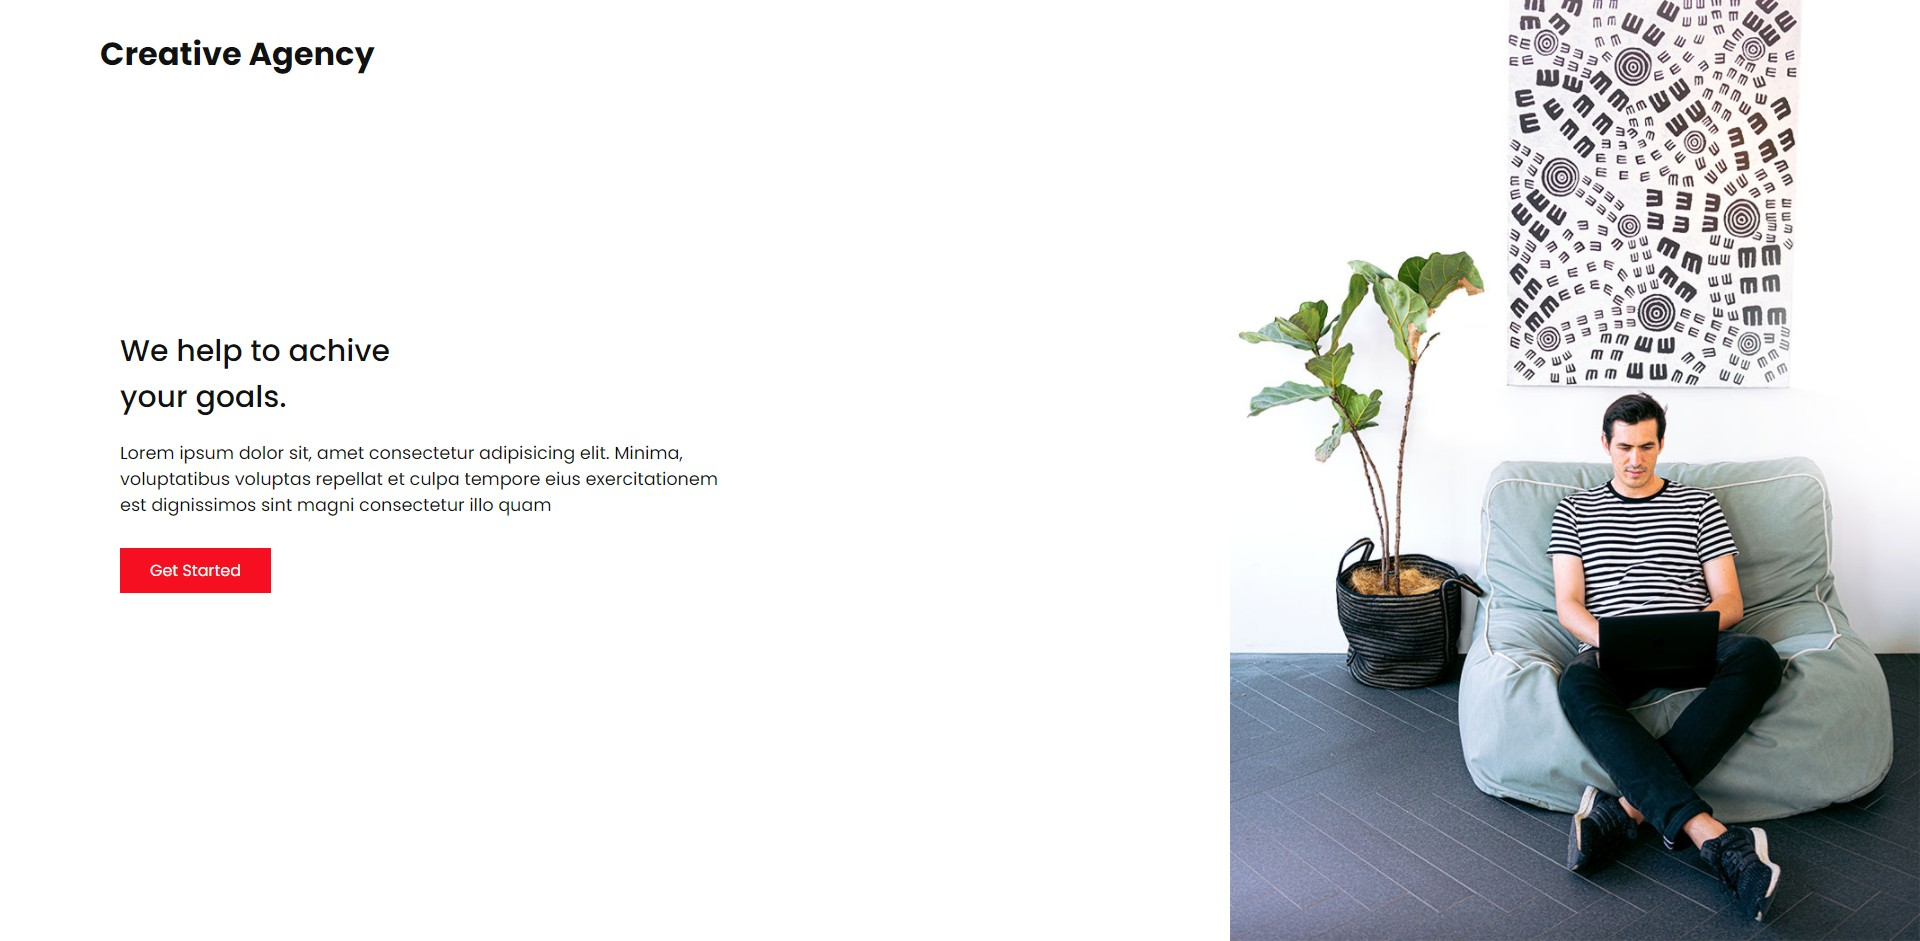 Creative Agency
We help to achive
your goals.
Lorem ipsum dolor sit, amet consectetur adipisicing elit. Minima,
voluptatibus voluptas repellat et culpa tempore eius exercitationem
est dignissimos sint magni consectetur illo quam
Get Started